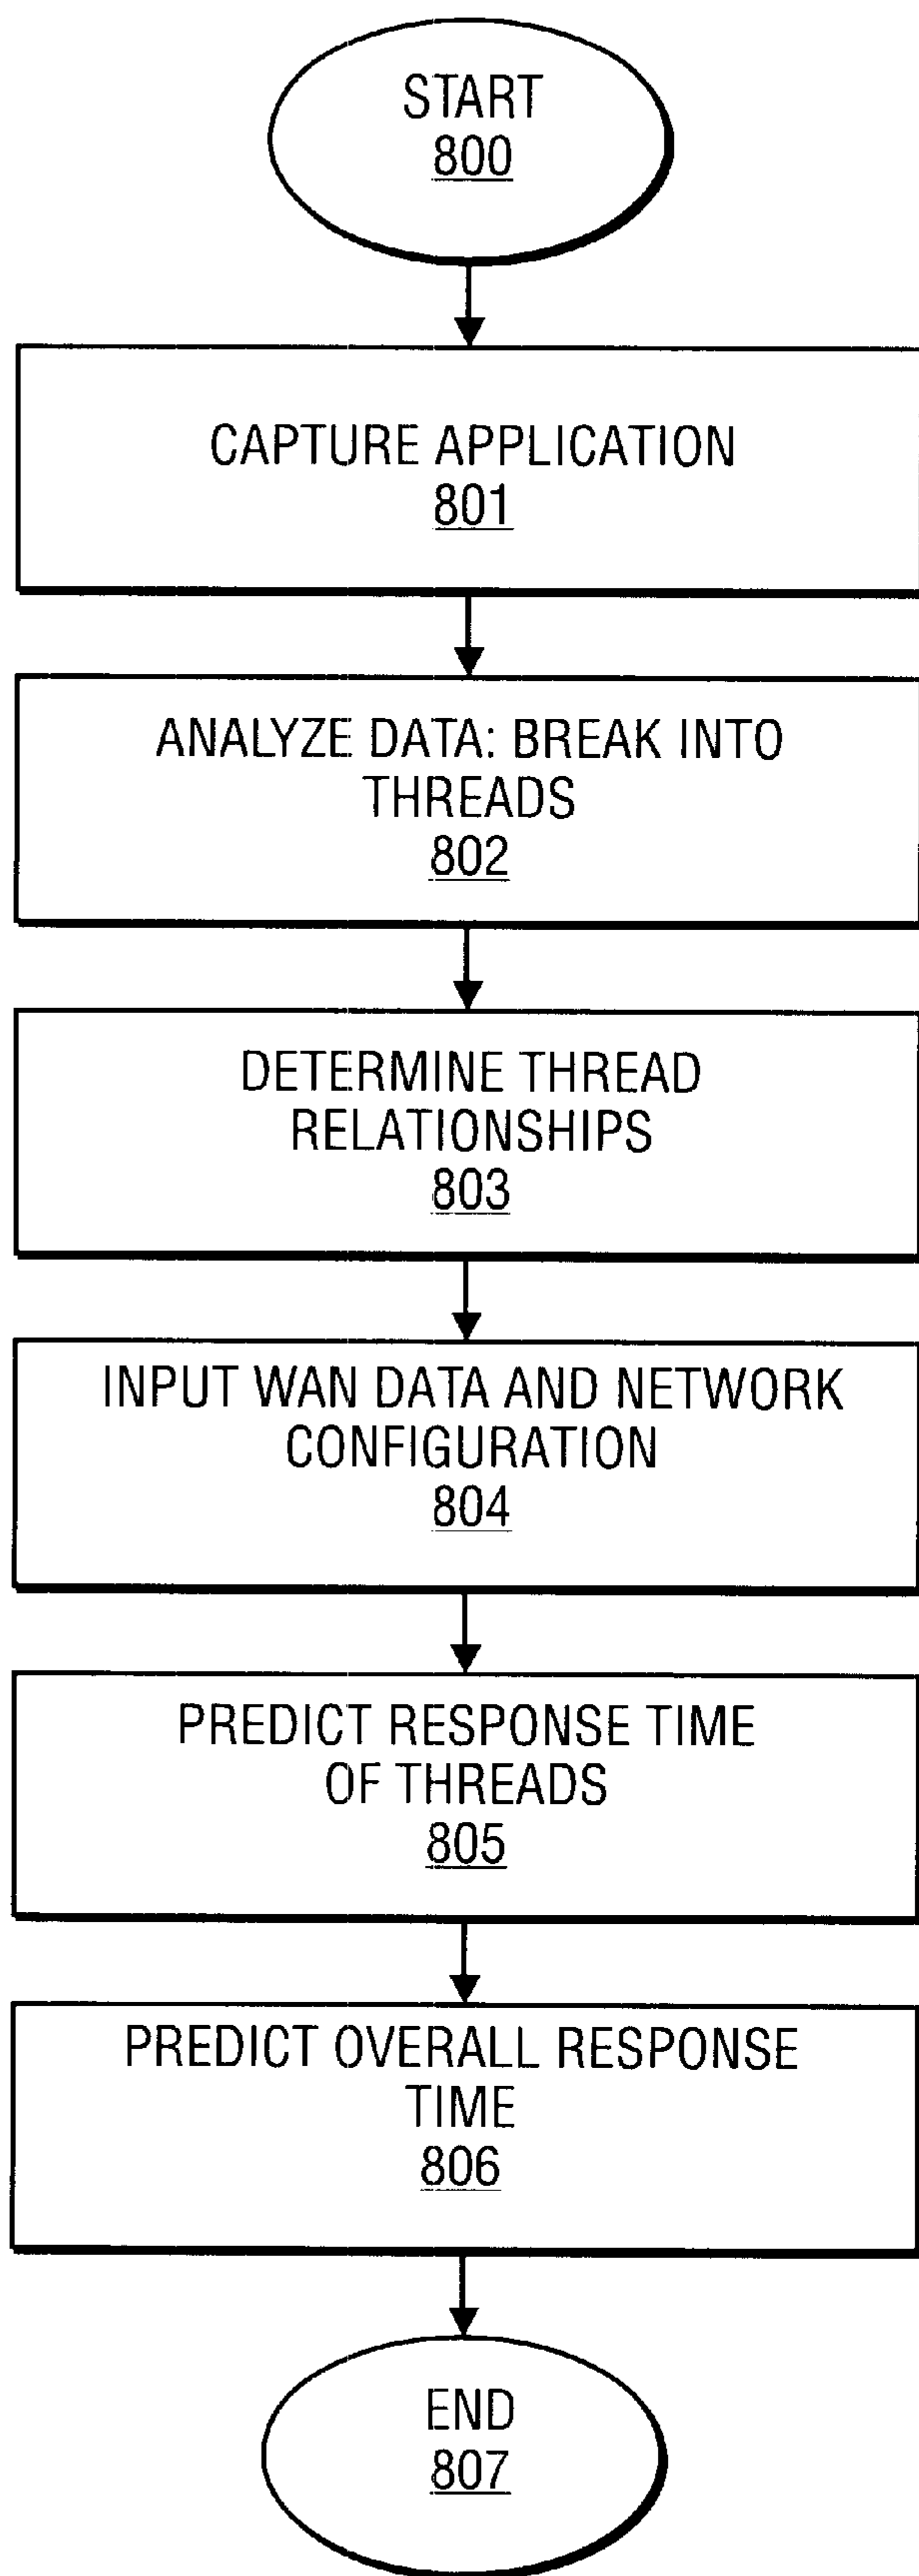 START
800
CAPTURE APPLICATION
801
ANALYZE DATA: BREAK INTO
THREADS
802
DETERMINE THREAD
RELATIONSHIPS
803
INPUT WAN DATA AND NETWORK
CONFIGURATION
804
PREDICT RESPONSE TIME
OF THREADS
805
PREDICT OVERALL RESPONSE
TIME
806
END
807